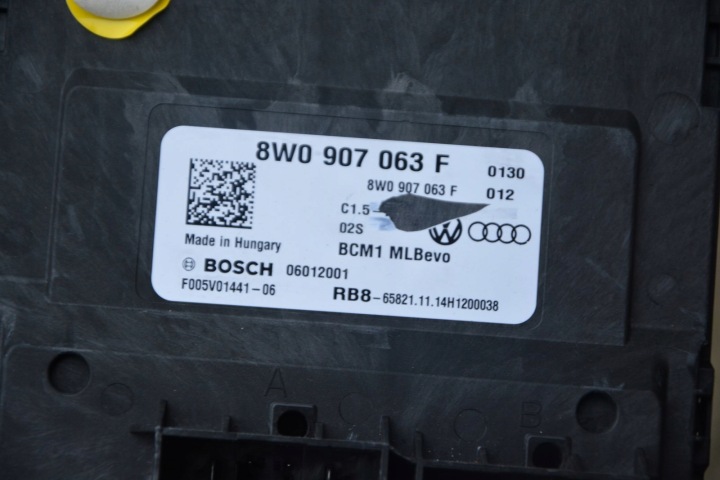 8W0 907 063 F 0130
8W0 907 063 F 012
C1.5
02S
Made in Hungary BCM1 MLBevo
BOSCH 06012001
F005V01441-06 RB8-65821.11.14H1200038
A B